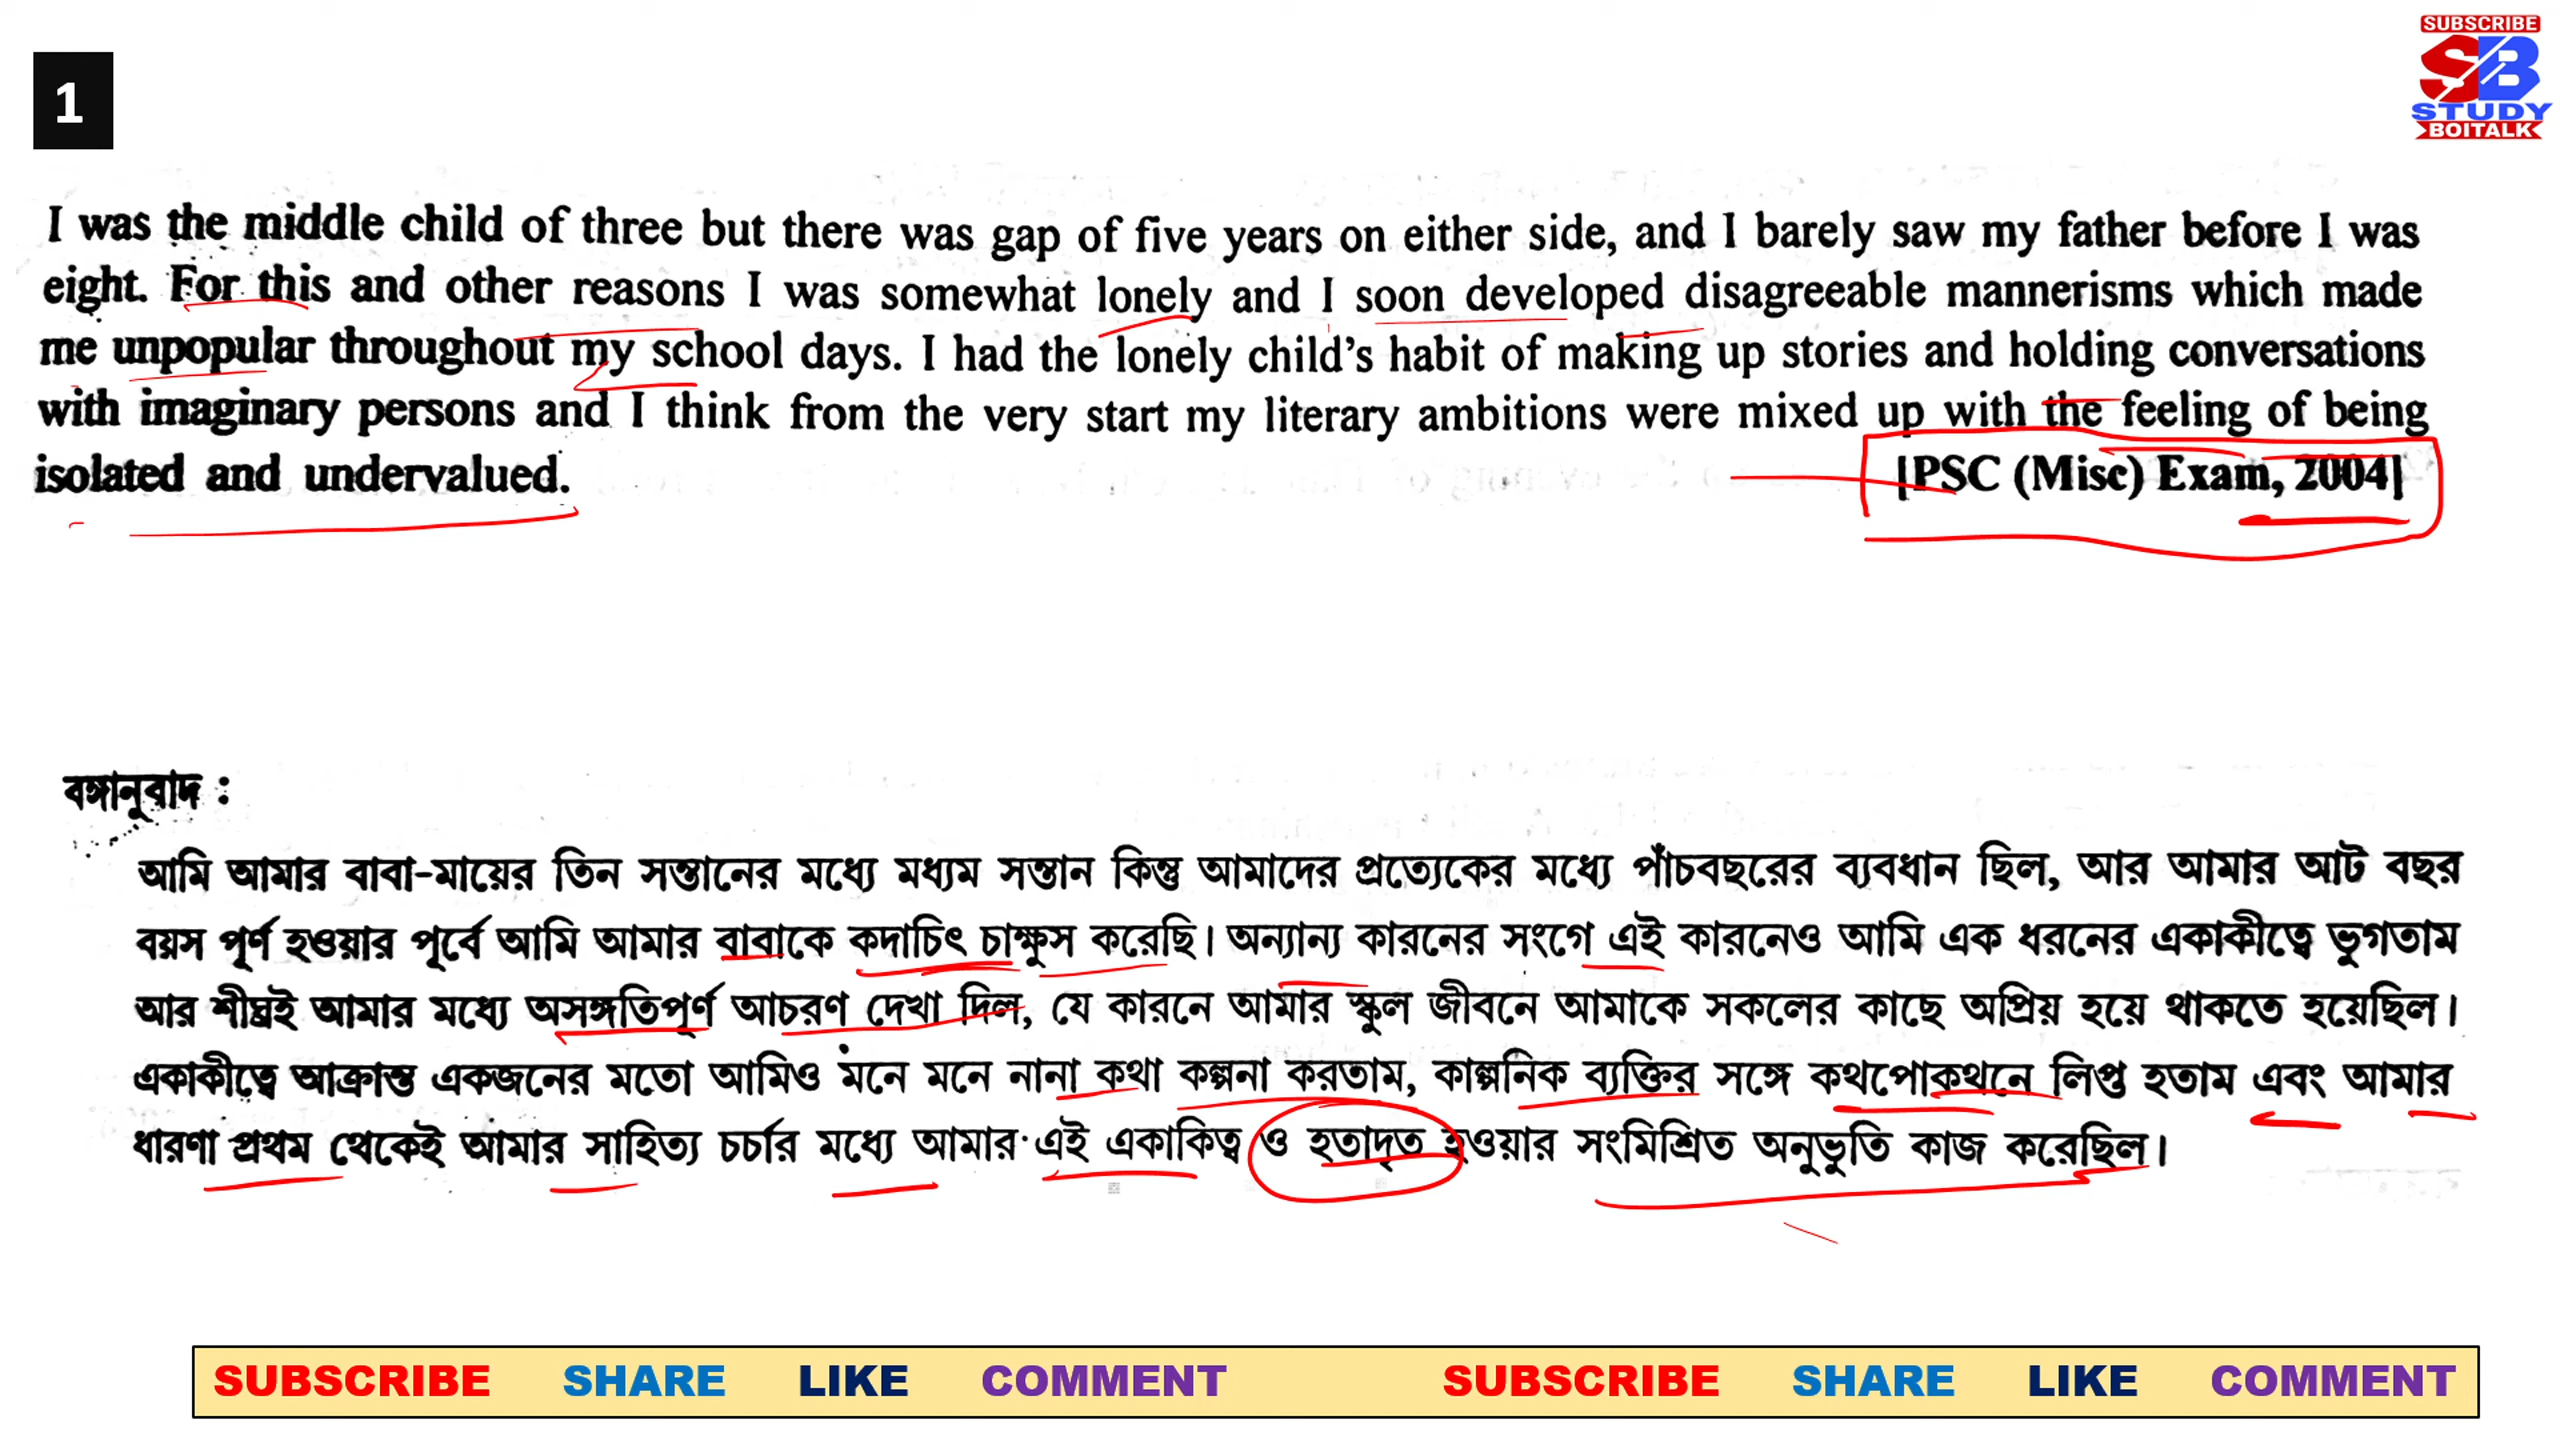 SUBSCRIBE
SB
STUDY
BOITALK
1
I was the middle child of three but there was gap of five years on either side, and I barely saw my father before I was
eight. For this and other reasons I was somewhat lonely and I soon developed disagreeable mannerisms which made
me unpopular throughout my school days. I had the lonely child's habit of making up stories and holding conversations
with imaginary persons and I think from the very start my literary ambitions were mixed up with the feeling of being
isolated and undervalued. [PSC (Misc) Exam, 2004]
বঙ্গানুবাদ :
আমি আমার বাবা-মায়ের তিন সন্তানের মধ্যে মধ্যম সন্তান কিন্তু আমাদের প্রত্যেকের মধ্যে পাঁচবছরের ব্যবধান ছিল, আর আমার আট বছর
বয়স পূর্ণ হওয়ার পূর্বে আমি আমার বাবাকে কদাচিৎ চাক্ষুস করেছি। অন্যান্য কারনের সংগে এই কারনেও আমি এক ধরনের একাকীত্বে ভুগতাম
আর শীঘ্রই আমার মধ্যে অসঙ্গতিপূর্ণ আচরণ দেখা দিল, যে কারনে আমার স্কুল জীবনে আমাকে সকলের কাছে অপ্রিয় হয়ে থাকতে হয়েছিল।
একাকীত্বে আক্রান্ত একজনের মতো আমিও মনে মনে নানা কথা কল্পনা করতাম, কাল্পনিক ব্যক্তির সঙ্গে কথপোকথনে লিপ্ত হতাম এবং আমার
ধারণা প্রথম থেকেই আমার সাহিত্য চর্চার মধ্যে আমার এই একাকিত্ব ও হতাদৃত হওয়ার সংমিশ্রিত অনুভুতি কাজ করেছিল।
SUBSCRIBE SHARE LIKE COMMENT SUBSCRIBE SHARE LIKE COMMENT